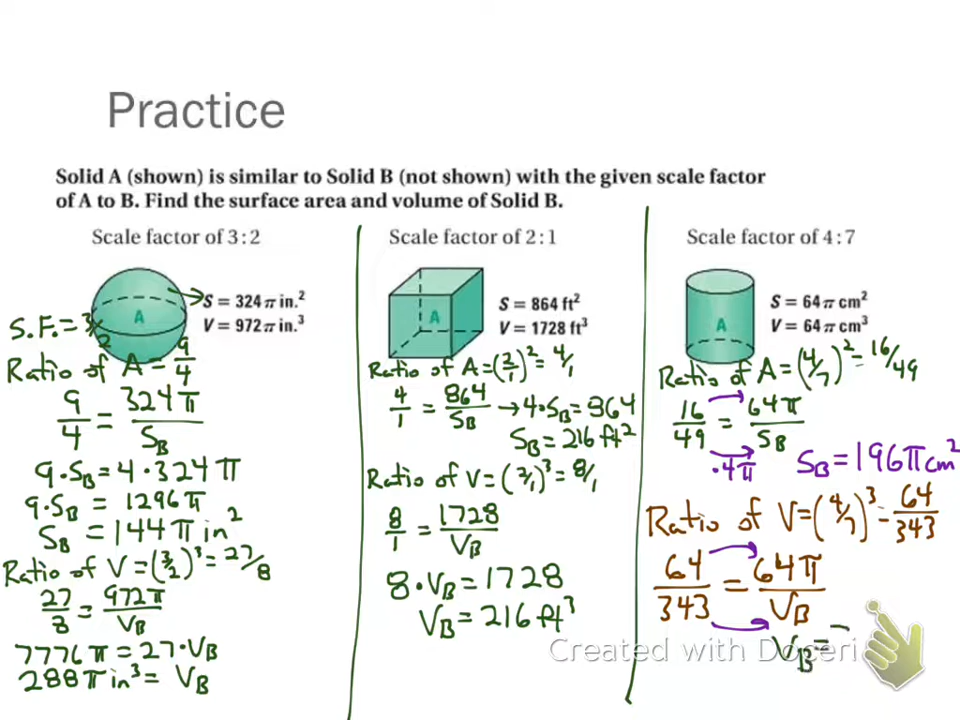 Practice
Solid A (shown) is similar to Solid B (not shown) with the given scale factor
of A to B. Find the surface area and volume of Solid B.
Scale factor of 3:2
A
S = 324π in.²
V = 972π in.³
S.F. = 3/2
Ratio of A = 9/4
9/4 = 324π/S_B
9·S_B = 4·324π
9·S_B = 1296π
S_B = 144π in²
Ratio of V = (3/2)³ = 27/8
27/8 = 972π/V_B
7776π = 27·V_B
288π in³ = V_B
Scale factor of 2:1
A
S = 864 ft²
V = 1728 ft³
Ratio of A = (2/1)² = 4/1
4/1 = 864/S_B → 4·S_B = 864
S_B = 216 ft²
Ratio of V = (2/1)³ = 8/1
8/1 = 1728/V_B
8·V_B = 1728
V_B = 216 ft³
Scale factor of 4:7
A
S = 64π cm²
V = 64π cm³
Ratio of A = (4/7)² = 16/49
16/49 = 64π/S_B
·4π
S_B = 196π cm²
Ratio of V = (4/7)³ = 64/343
64/343 = 64π/V_B
V_B =
Created with Doceri